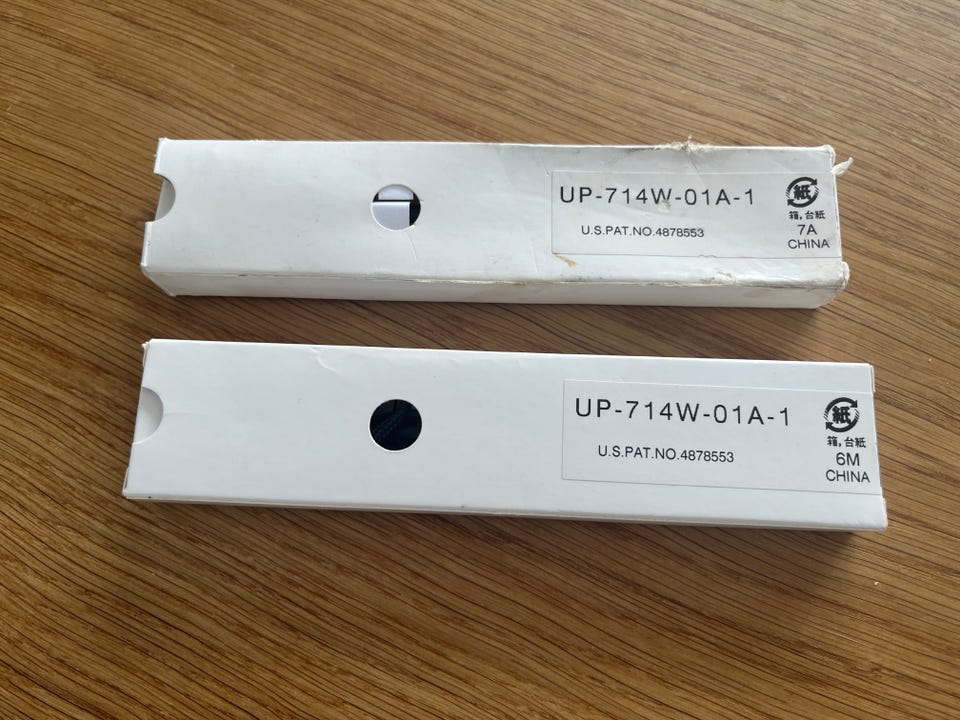 UP-714W-01A-1
U.S.PAT.NO.4878553
紙
箱,台紙
7A
CHINA
UP-714W-01A-1
U.S.PAT.NO.4878553
紙
箱,台紙
6M
CHINA